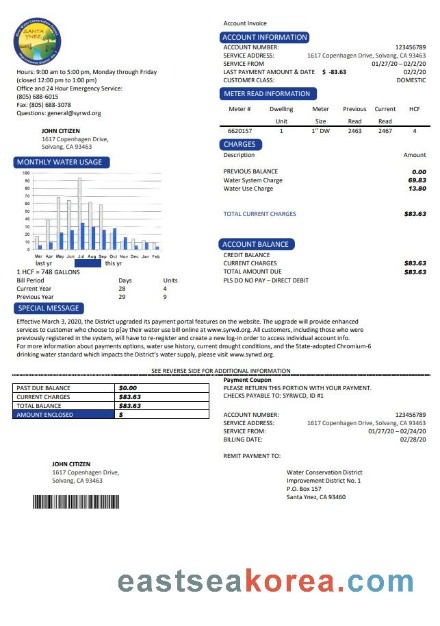 SANTA
YNEZ
Hours: 9:00 am to 5:00 pm, Monday through Friday
(closed 12:00 pm to 1:00 pm)
Office and 24 Hour Emergency Service:
(805) 688-6015
Fax: (805) 688-3078
Questions: general@syrwd.org
JOHN CITIZEN
1617 Copenhagen Drive,
Solvang, CA 93463
Account Invoice
ACCOUNT INFORMATION
ACCOUNT NUMBER: 123456789
SERVICE ADDRESS: 1617 Copenhagen Drive, Solvang, CA 93463
SERVICE FROM 01/27/20 – 02/2/20
LAST PAYMENT AMOUNT & DATE $ -83.63 02/2/20
CUSTOMER CLASS: DOMESTIC
METER READ INFORMATION
Meter # Dwelling Meter Previous Current HCF
Unit Size Read Read
6620157 1 1" DW 2463 2467 4
CHARGES
Description Amount
PREVIOUS BALANCE 0.00
Water System Charge 69.83
Water Use Charge 13.80
TOTAL CURRENT CHARGES $83.63
ACCOUNT BALANCE
CREDIT BALANCE
CURRENT CHARGES: $83.63
TOTAL AMOUNT DUE $83.63
PLS DO NO PAY – DIRECT DEBIT
MONTHLY WATER USAGE
100
90
80
70
60
50
40
30
20
10
0
Mar Apr May Jun Jul Aug Sep Oct Nov Dec Jan Feb
last yr this yr
1 HCF = 748 GALLONS
Bill Period Days Units
Current Year 28 4
Previous Year 29 9
SPECIAL MESSAGE
Effective March 3, 2020, the District upgraded its payment portal features on the website. The upgrade will provide enhanced
services to customer who choose to play their water use bill online at www.syrwd.org. All customers, including those who were
previously registered in the system, will have to re-register and create a new log-in order to access individual account info.
For more information about payments options, water use history, current drought conditions, and the State-adopted Chromium-6
drinking water standard which impacts the District's water supply, please visit www.syrwd.org.
SEE REVERSE SIDE FOR ADDITIONAL INFORMATION
PAST DUE BALANCE $0.00
CURRENT CHARGES $83.63
TOTAL BALANCE $83.63
AMOUNT ENCLOSED $
Payment Coupon
PLEASE RETURN THIS PORTION WITH YOUR PAYMENT.
CHECKS PAYABLE TO: SYRWCD, ID #1
ACCOUNT NUMBER: 123456789
SERVICE ADDRESS: 1617 Copenhagen Drive, Solvang, CA 93463
SERVICE FROM: 01/27/20 – 02/24/20
BILLING DATE: 02/28/20
REMIT PAYMENT TO:
JOHN CITIZEN
1617 Copenhagen Drive,
Solvang, CA 93463
Water Conservation District
Improvement District No. 1
P.O. Box 157
Santa Ynez, CA 93460
eastseakorea.com